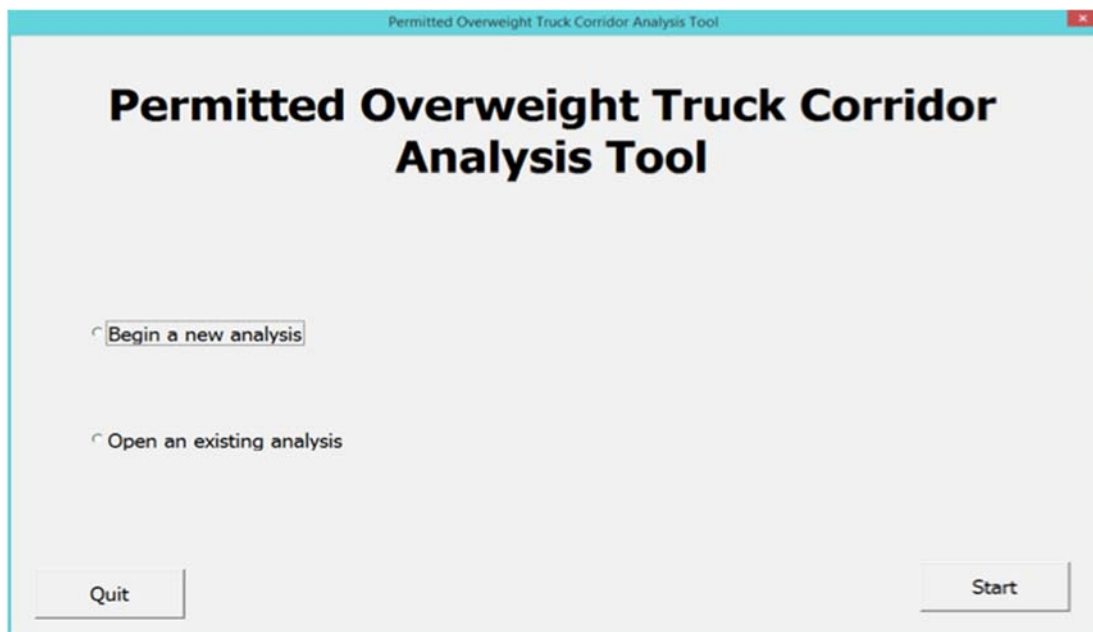 Permitted Overweight Truck Corridor Analysis Tool
Permitted Overweight Truck Corridor
Analysis Tool
Begin a new analysis
Open an existing analysis
Quit
Start